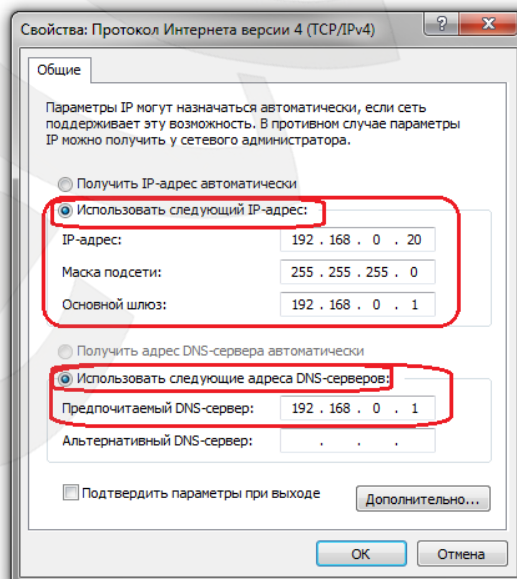 Свойства: Протокол Интернета версии 4 (TCP/IPv4)
Общие
Параметры IP могут назначаться автоматически, если сеть
поддерживает эту возможность. В противном случае параметры
IP можно получить у сетевого администратора.
Получить IP-адрес автоматически
Использовать следующий IP-адрес:
IP-адрес: 192 . 168 . 0 . 20
Маска подсети: 255 . 255 . 255 . 0
Основной шлюз: 192 . 168 . 0 . 1
Получить адрес DNS-сервера автоматически
Использовать следующие адреса DNS-серверов:
Предпочитаемый DNS-сервер: 192 . 168 . 0 . 1
Альтернативный DNS-сервер: . . .
Подтвердить параметры при выходе
Дополнительно...
ОК Отмена